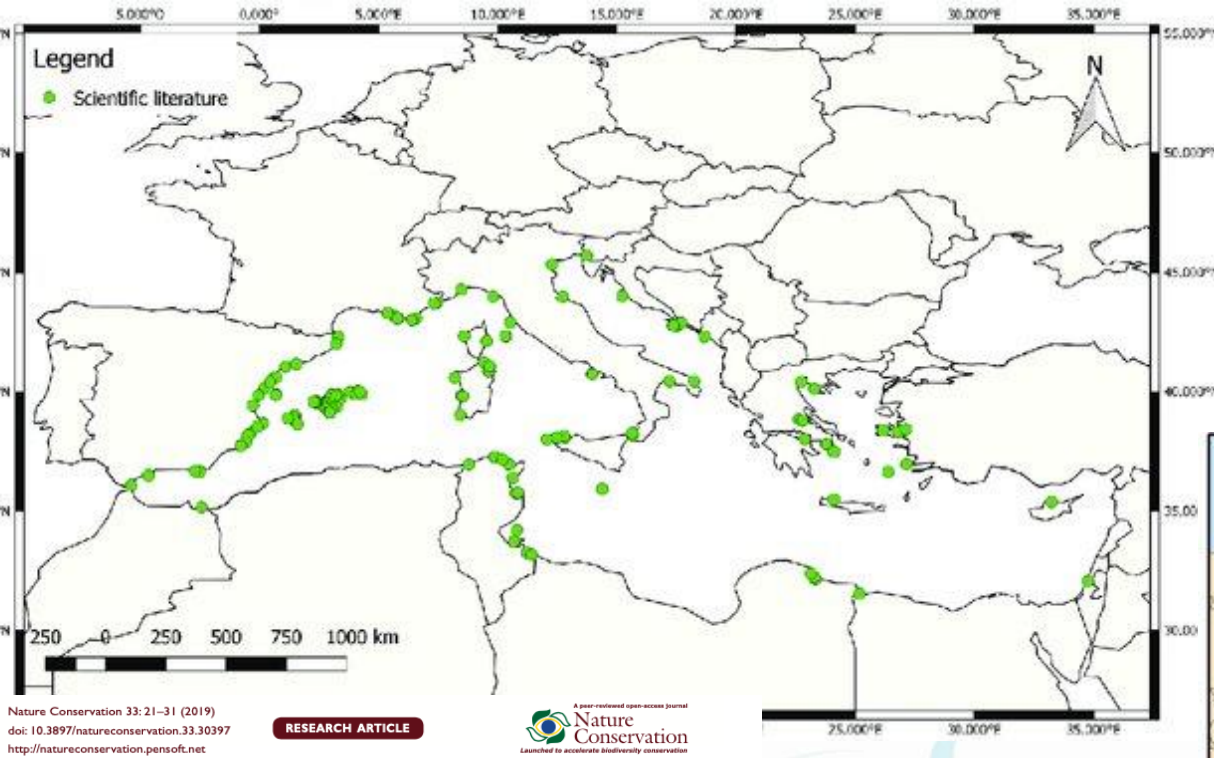 5.000°O 0.000° 5.000°E 10.000°E 15.000°E 20.000°E 25.000°E 30.000°E 35.000°E
55.000°N
Legend
N
Scientific literature
50.000°N
45.000°N
40.000°N
35.00
30.00
250 0 250 500 750 1000 km
25.000°E 30.000°E 35.000°E
Nature Conservation 33: 21–31 (2019)
doi: 10.3897/natureconservation.33.30397
http://natureconservation.pensoft.net
RESEARCH ARTICLE
A peer-reviewed open-access journal
Nature
Conservation
Launched to accelerate biodiversity conservation